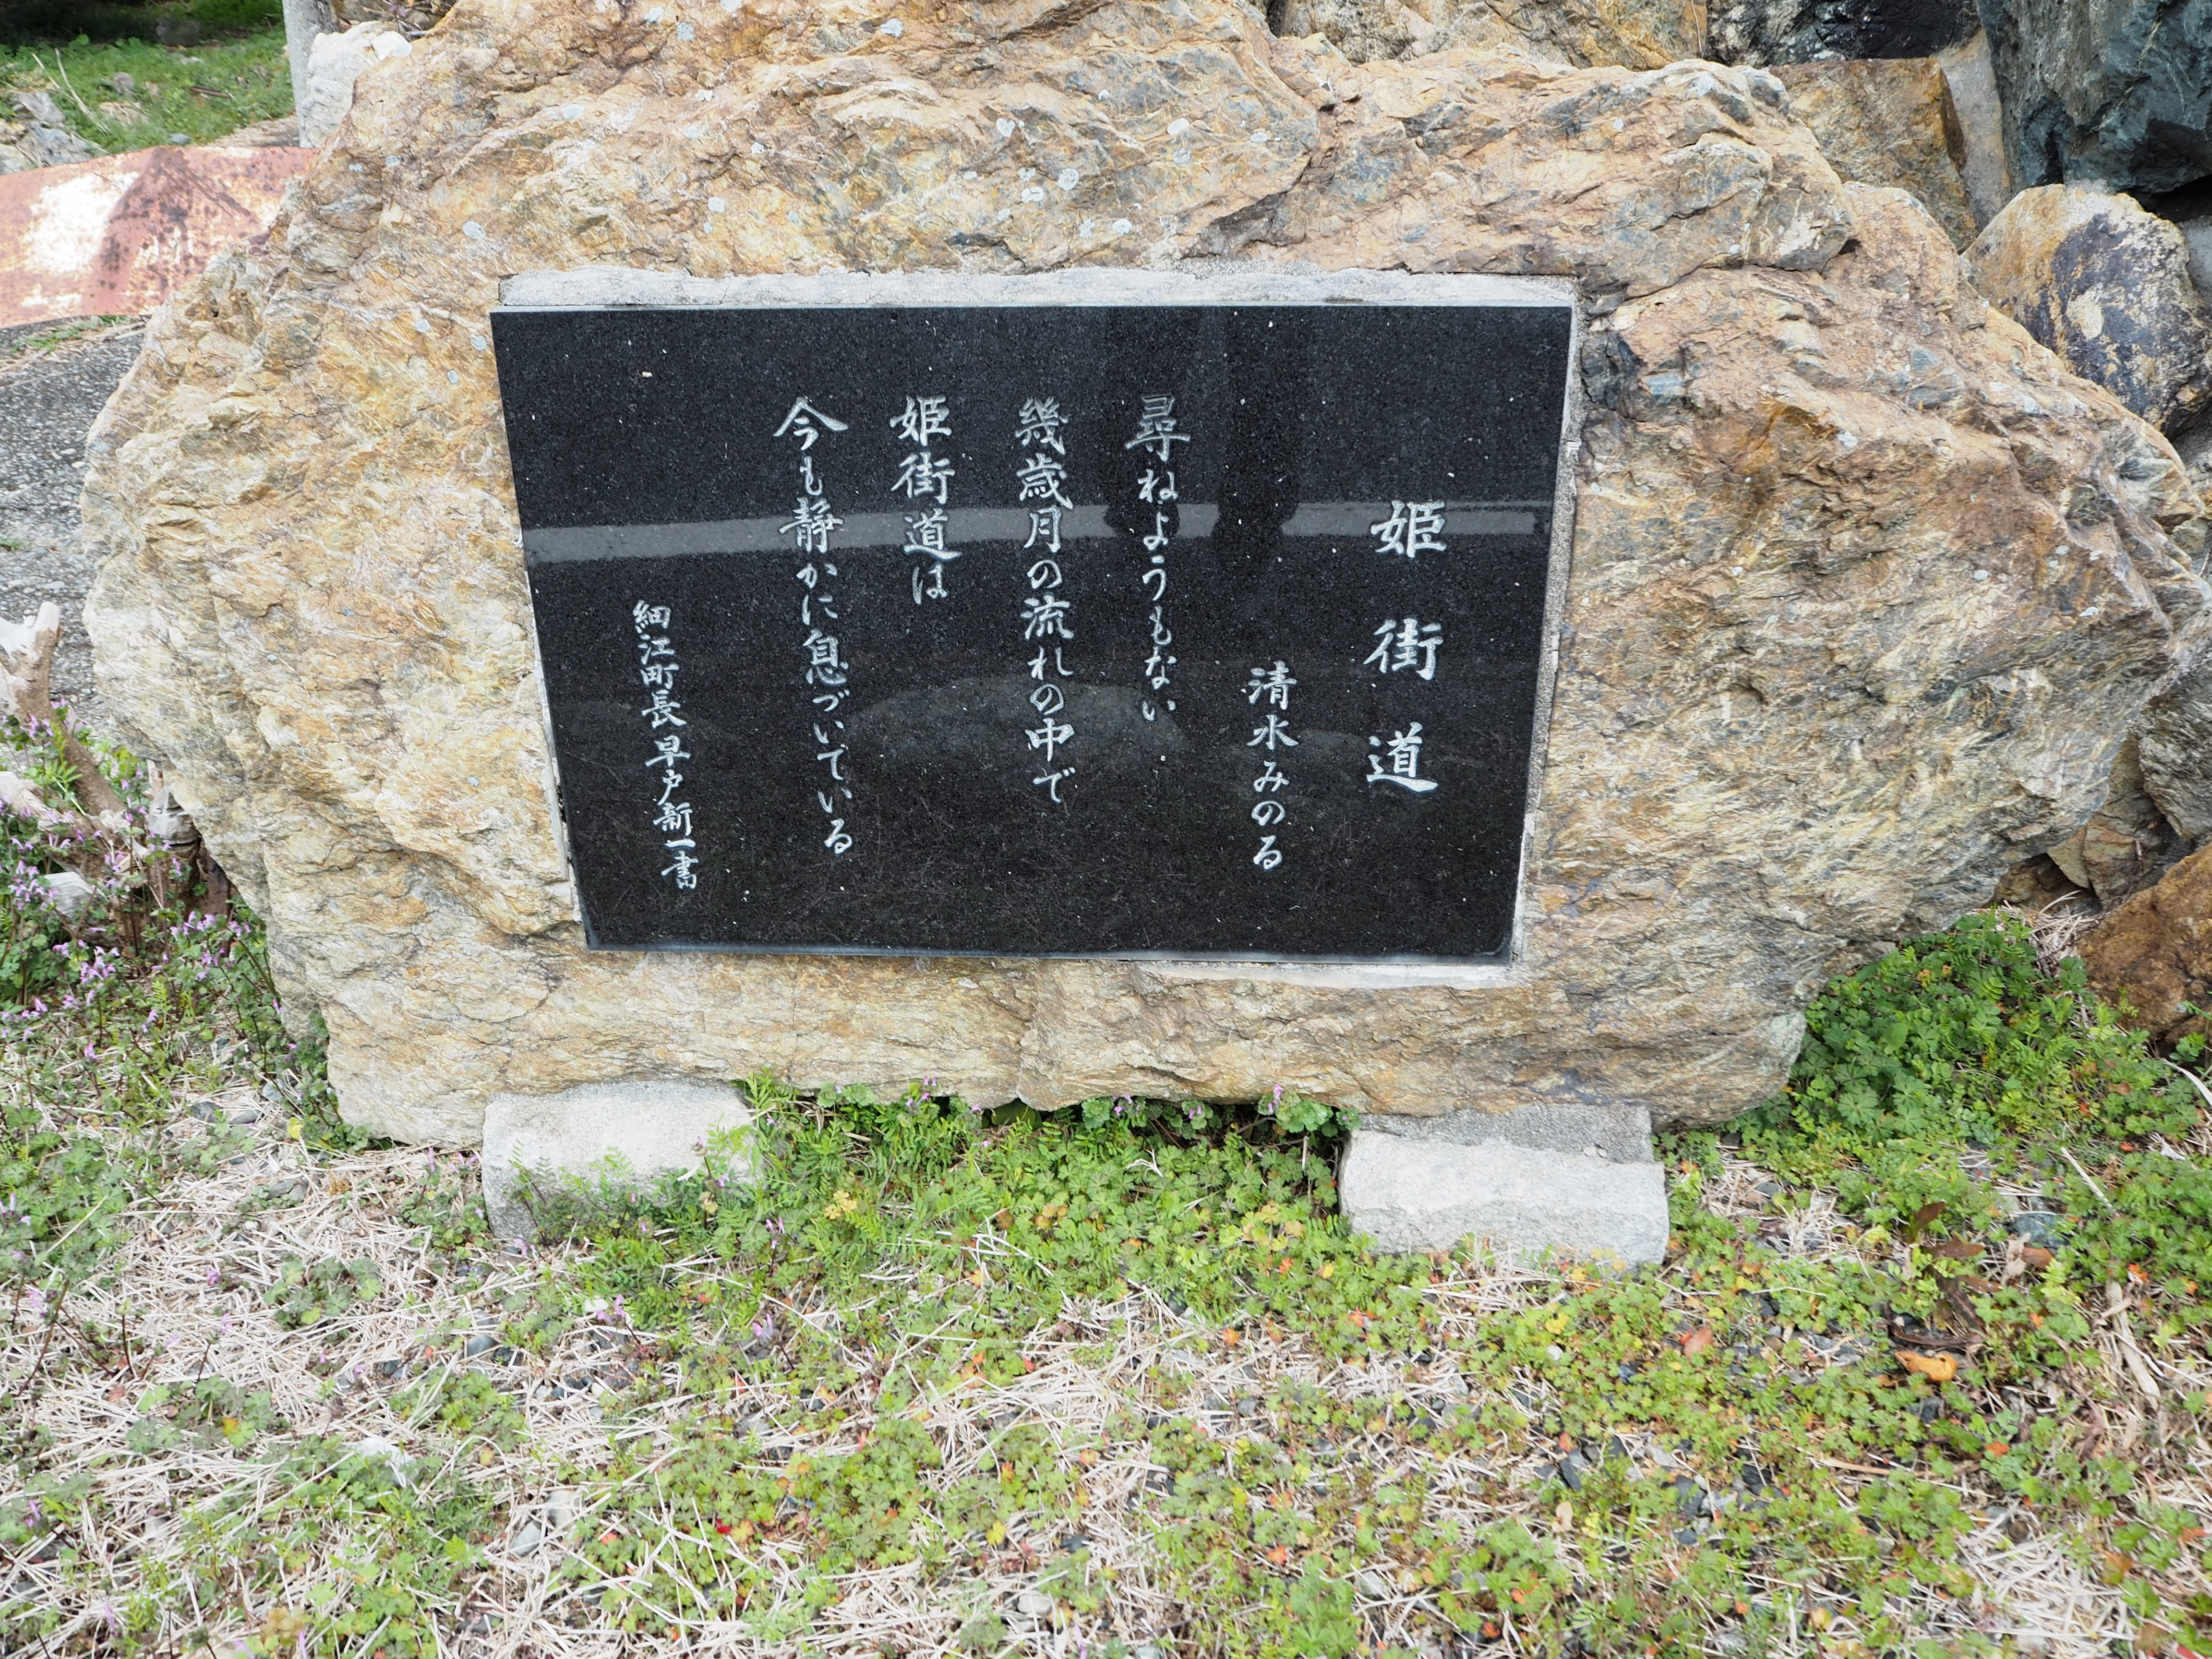 姫街道
清水みのる
尋ねようもない
幾歳月の流れの中で
姫街道は
今も静かに息づいている
細江町長 早戸新一書